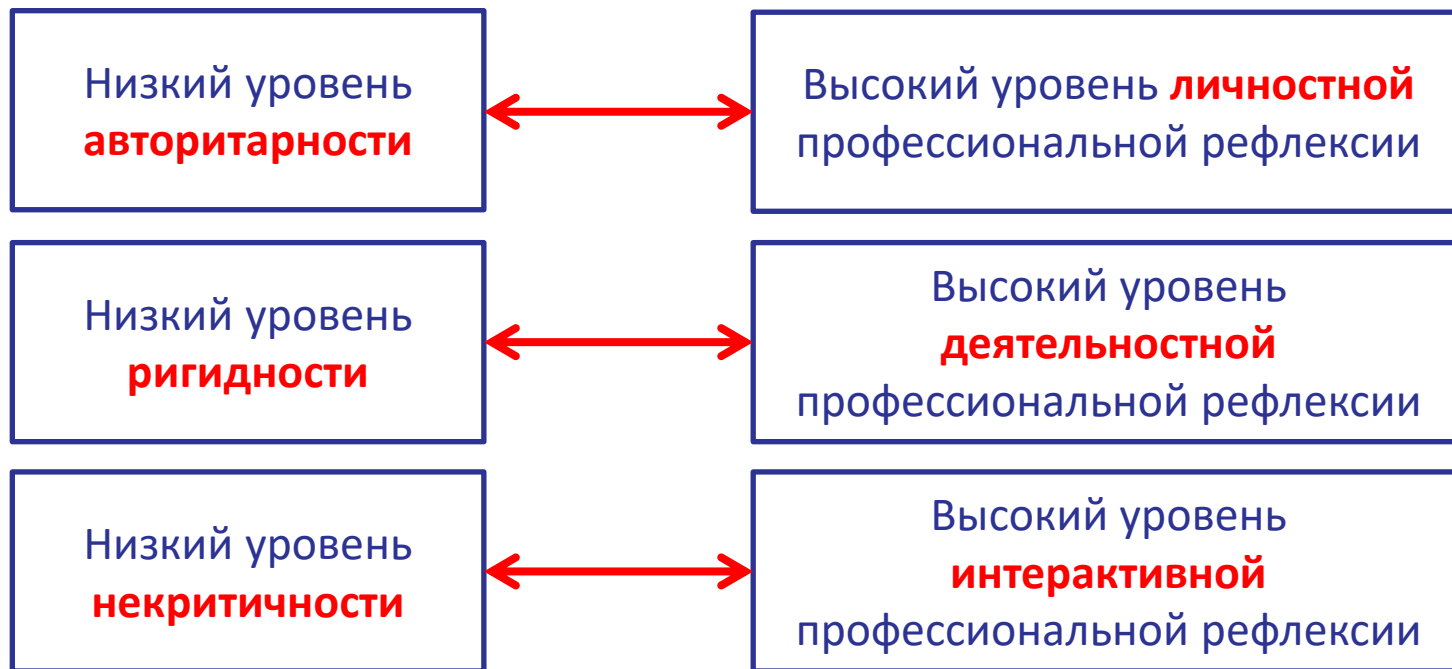 Низкий уровень
авторитарности
Высокий уровень личностной
профессиональной рефлексии
Низкий уровень
ригидности
Высокий уровень
деятельностной
профессиональной рефлексии
Низкий уровень
некритичности
Высокий уровень
интерактивной
профессиональной рефлексии